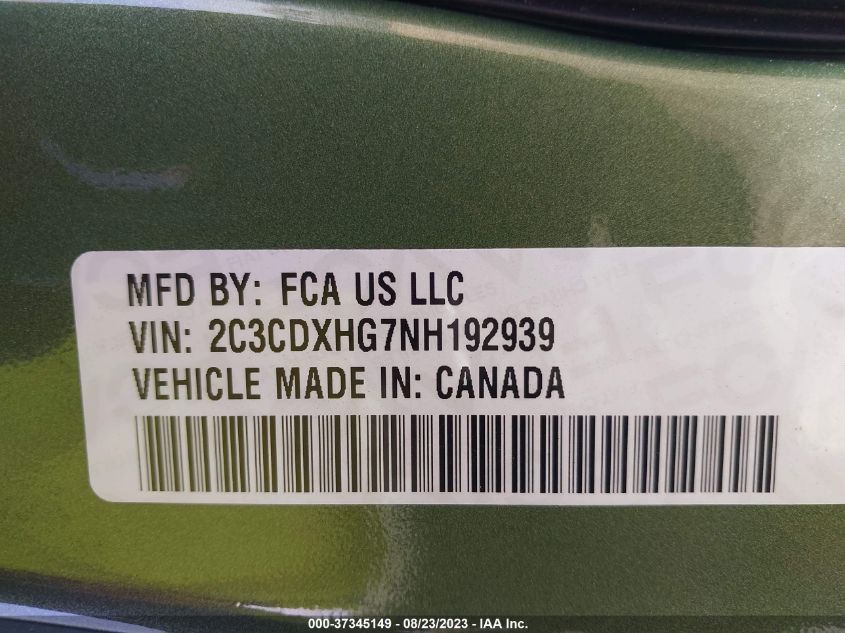 MFD BY: FCA US LLC
VIN: 2C3CDXHG7NH192939
VEHICLE MADE IN: CANADA
000-37345149 - 08/23/2023 - IAA Inc.